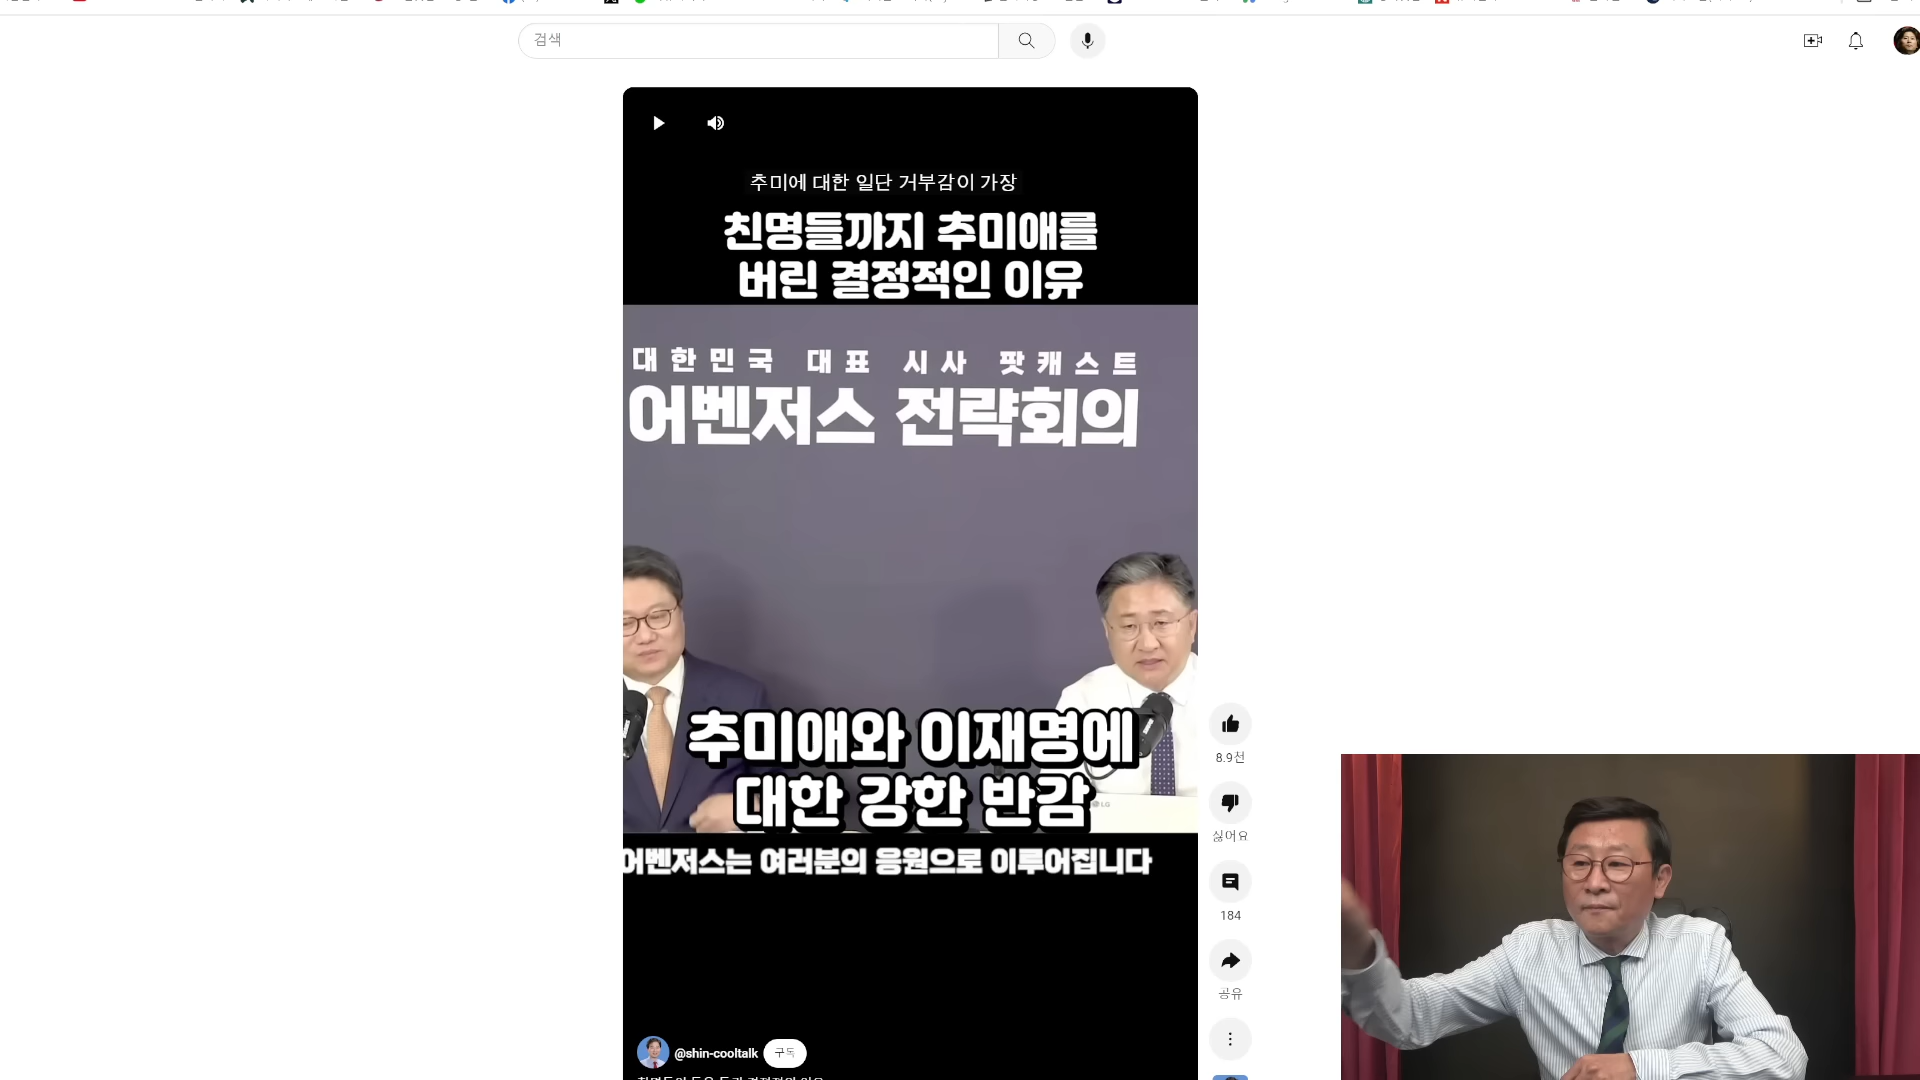 검색
추미에 대한 일단 거부감이 가장
친명들까지 추미애를
버린 결정적인 이유
대한민국 대표 시사 팟캐스트
어벤저스 전략회의
추미애와 이재명에
대한 강한 반감
LG
어벤저스는 여러분의 응원으로 이루어집니다
8.9천
싫어요
184
공유
@shin-cooltalk 구독